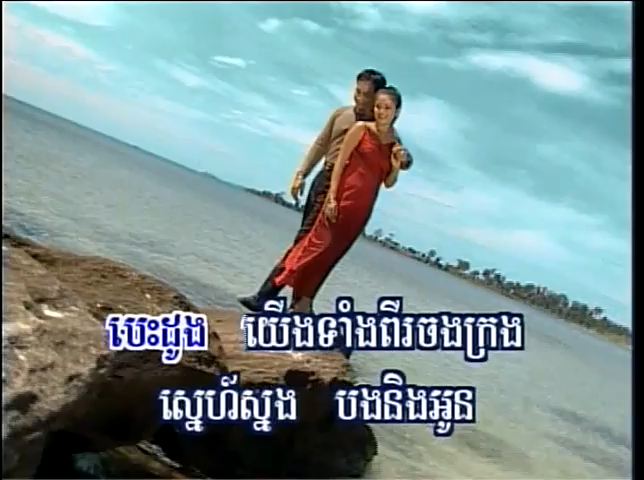 បេះដូង យើងទាំងពីរចងក្រង
ស្នេហ៍ស្នង បងនិងអូន